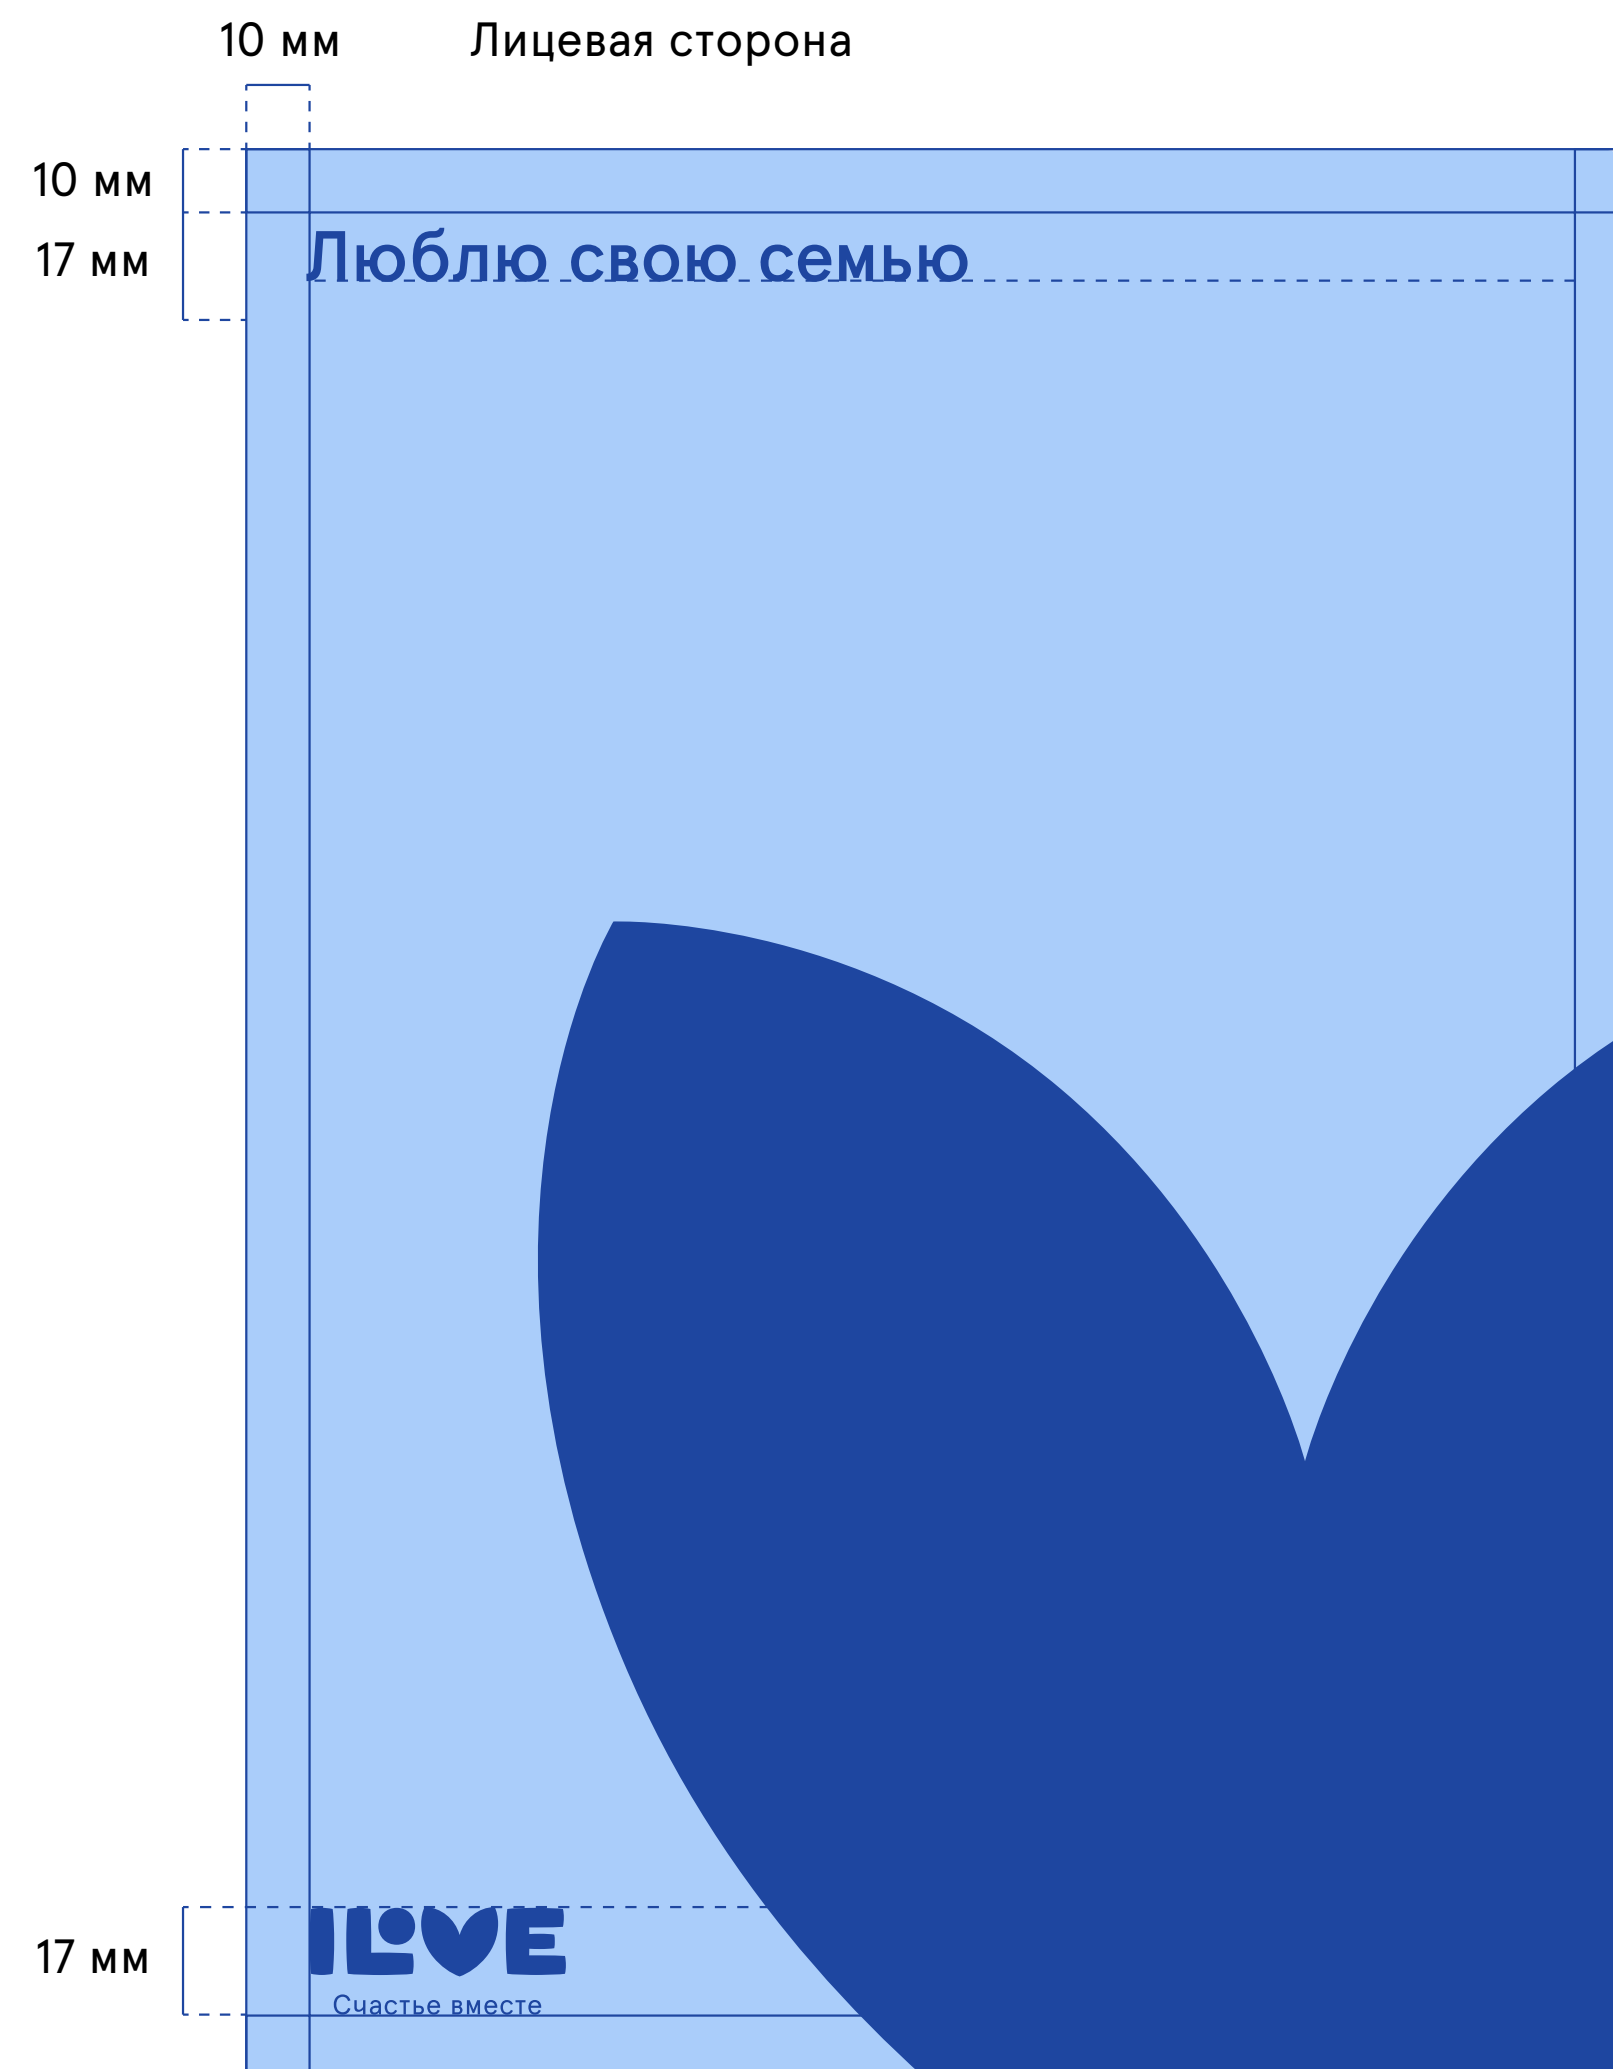 10 мм
Лицевая сторона
10 мм
17 мм
Люблю свою семью
17 мм
ILOVE
Счастье вместе